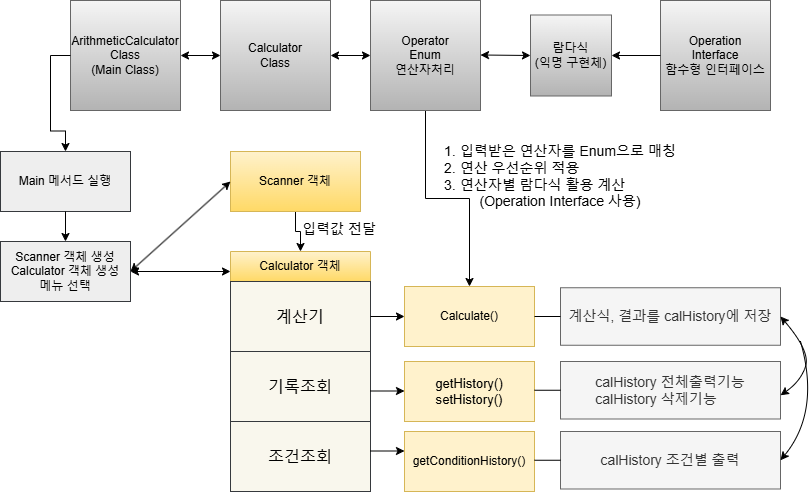 ArithmeticCalculator
Class
(Main Class)
Calculator
Class
Operator
Enum
연산자처리
람다식
(익명 구현체)
Operation
Interface
함수형 인터페이스
1. 입력받은 연산자를 Enum으로 매칭
2. 연산 우선순위 적용
3. 연산자별 람다식 활용 계산
(Operation Interface 사용)
Main 메서드 실행
Scanner 객체
입력값 전달
Scanner 객체 생성
Calculator 객체 생성
메뉴 선택
Calculator 객체
계산기
Calculate()
계산식, 결과를 calHistory에 저장
기록조회
getHistory()
setHistory()
calHistory 전체출력기능
calHistory 삭제기능
조건조회
getConditionHistory()
calHistory 조건별 출력